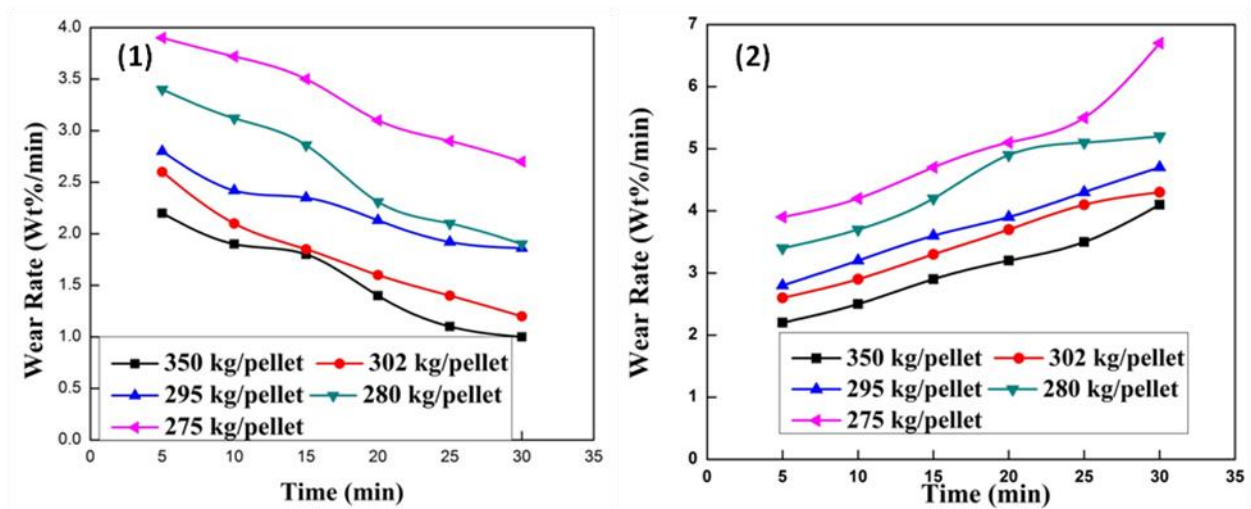 (1)
Wear Rate (Wt%/min)
4.0
3.5
3.0
2.5
2.0
1.5
1.0
0.5
0.0
350 kg/pellet 302 kg/pellet
295 kg/pellet 280 kg/pellet
275 kg/pellet
0 5 10 15 20 25 30 35
Time (min)
(2)
Wear Rate (Wt%/min)
7
6
5
4
3
2
1
0
350 kg/pellet 302 kg/pellet
295 kg/pellet 280 kg/pellet
275 kg/pellet
0 5 10 15 20 25 30 35
Time (min)